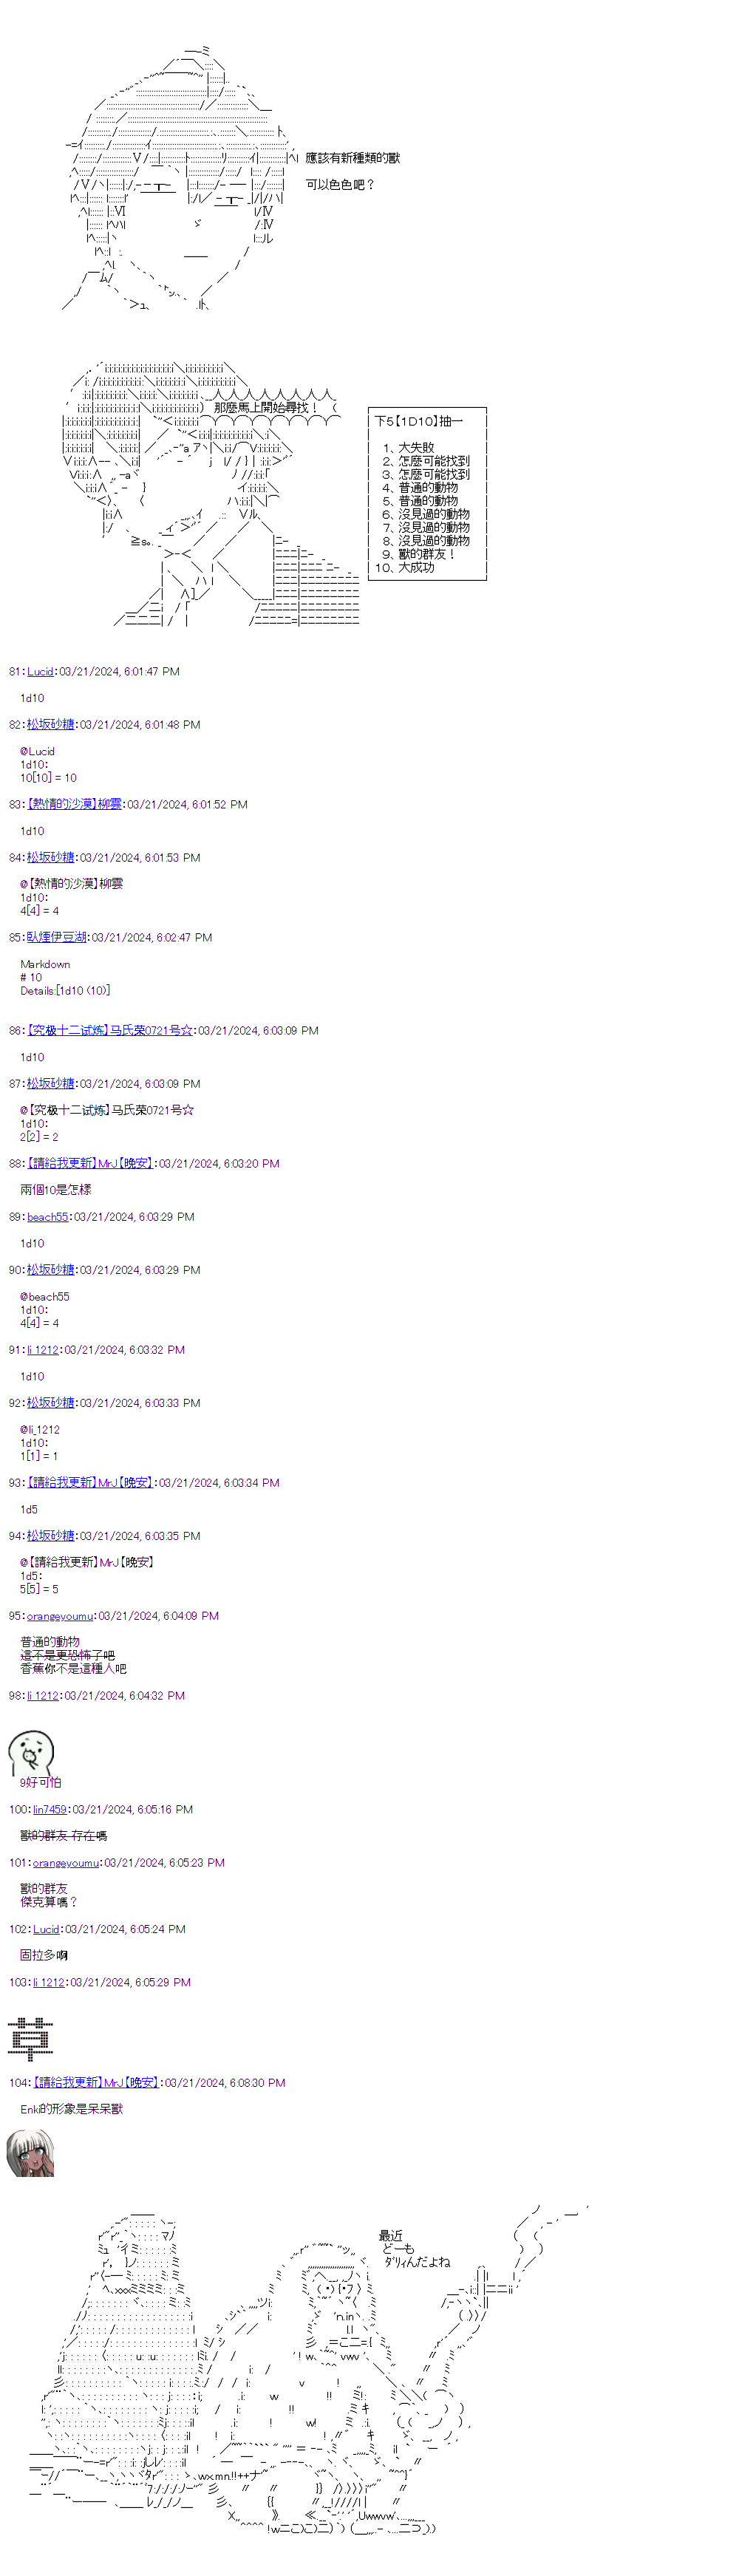 應該有新種類的獸
可以色色吧?
那麼馬上開始尋找!
下5【1D10】抽一
1、大失敗
2、怎麼可能找到
3、怎麼可能找到
4、普通的動物
5、普通的動物
6、沒見過的動物
7、沒見過的動物
8、沒見過的動物
9、獸的群友!
10、大成功
81:Lucid:03/21/2024, 6:01:47 PM
1d10
82:松坂砂糖:03/21/2024, 6:01:48 PM
@Lucid
1d10:
10[10] = 10
83:【熱情的沙漠】柳雲:03/21/2024, 6:01:52 PM
1d10
84:松坂砂糖:03/21/2024, 6:01:53 PM
@【熱情的沙漠】柳雲
1d10:
4[4] = 4
85:臥煙伊豆湖:03/21/2024, 6:02:47 PM
Markdown
# 10
Details:[1d10 (10)]
86:【究极十二试炼】马氏荣0721号☆:03/21/2024, 6:03:09 PM
1d10
87:松坂砂糖:03/21/2024, 6:03:09 PM
@【究极十二试炼】马氏荣0721号☆
1d10:
2[2] = 2
88:【請給我更新】MrJ【晚安】:03/21/2024, 6:03:20 PM
兩個10是怎樣
89:beach55:03/21/2024, 6:03:29 PM
1d10
90:松坂砂糖:03/21/2024, 6:03:29 PM
@beach55
1d10:
4[4] = 4
91:li_1212:03/21/2024, 6:03:32 PM
1d10
92:松坂砂糖:03/21/2024, 6:03:33 PM
@li_1212
1d10:
1[1] = 1
93:【請給我更新】MrJ【晚安】:03/21/2024, 6:03:34 PM
1d5
94:松坂砂糖:03/21/2024, 6:03:35 PM
@【請給我更新】MrJ【晚安】
1d5:
5[5] = 5
95:orangeyoumu:03/21/2024, 6:04:09 PM
普通的動物
這不是更恐怖了吧
香蕉你不是這種人吧
98:li_1212:03/21/2024, 6:04:32 PM
9好可怕
100:lin7459:03/21/2024, 6:05:16 PM
獸的群友 存在嗎
101:orangeyoumu:03/21/2024, 6:05:23 PM
獸的群友
傑克算嗎?
102:Lucid:03/21/2024, 6:05:24 PM
固拉多啊
103:li_1212:03/21/2024, 6:05:29 PM
草
104:【請給我更新】MrJ【晚安】:03/21/2024, 6:08:30 PM
Enki的形象是呆呆獸
最近
どーも
ﾀﾞﾘｨんだよね